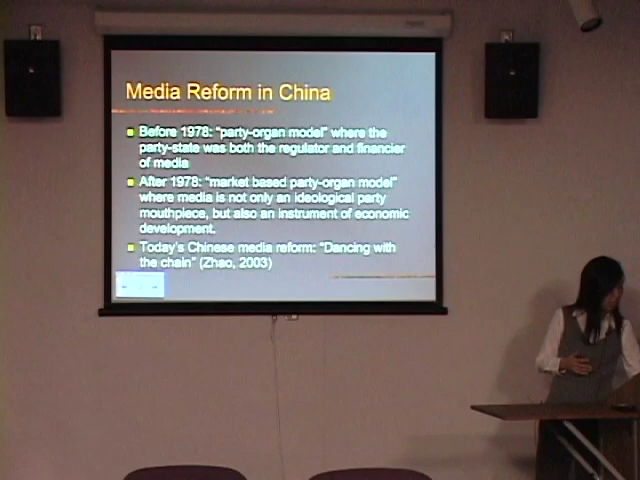 Media Reform in China
Before 1978: “party-organ model” where the
party-state was both the regulator and financier
of media
After 1978: “market based party-organ model”
where media is not only an ideological party
mouthpiece, but also an instrument of economic
development.
Today's Chinese media reform: “Dancing with
the chain” (Zhao, 2003)